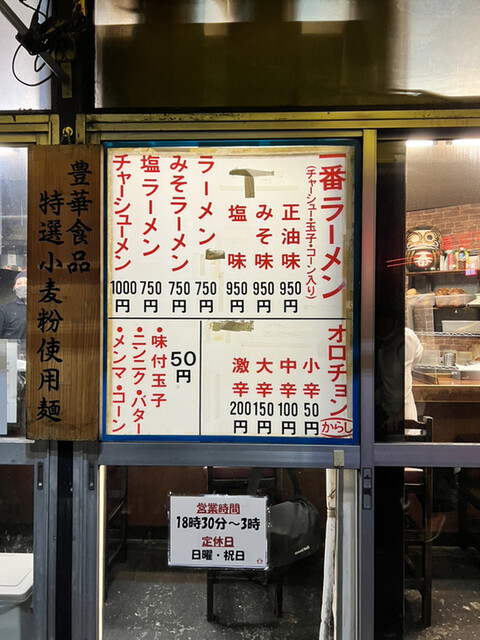 豊華食品
特選小麦粉使用麺
一番ラーメン
(チャーシュー・玉子・コーン入り)
正油味 950円
みそ味 950円
塩味 950円
ラーメン 750円
みそラーメン 750円
塩ラーメン 750円
チャーシューメン 1000円
オロチョン(からし)
小辛 50円
中辛 100円
大辛 150円
激辛 200円
50円
・味付玉子
・ニンニク・バター
・メンマ・コーン
営業時間
18時30分～3時
定休日
日曜・祝日